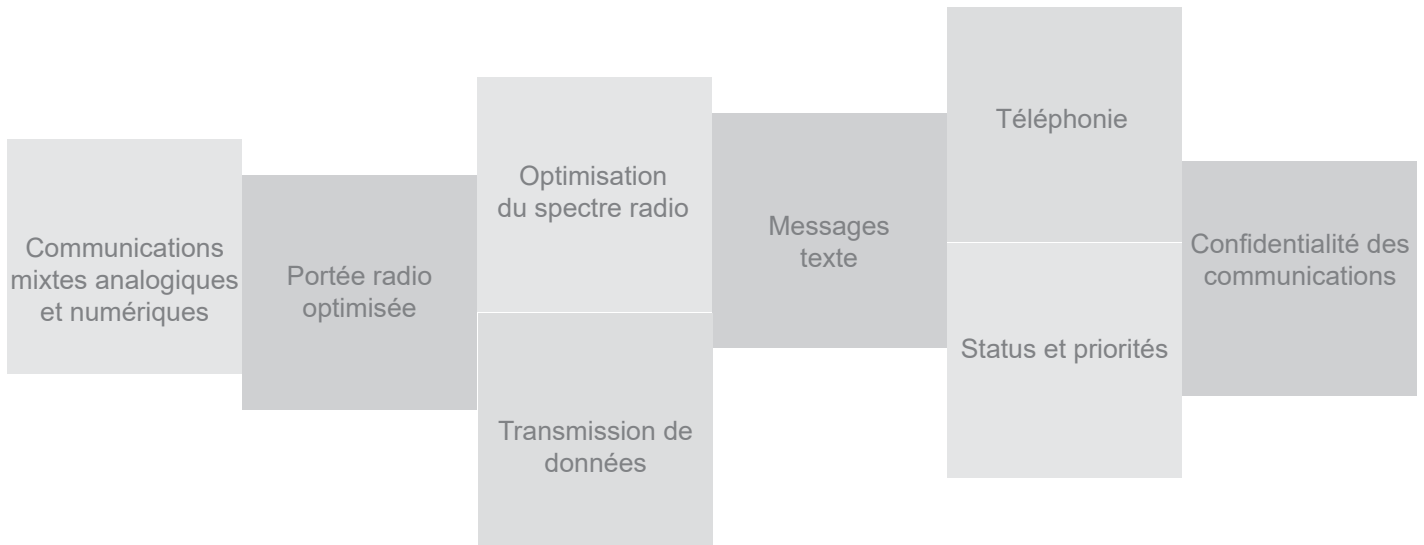 Communications
mixtes analogiques
et numériques
Portée radio
optimisée
Optimisation
du spectre radio
Transmission de
données
Messages
texte
Téléphonie
Status et priorités
Confidentialité des
communications